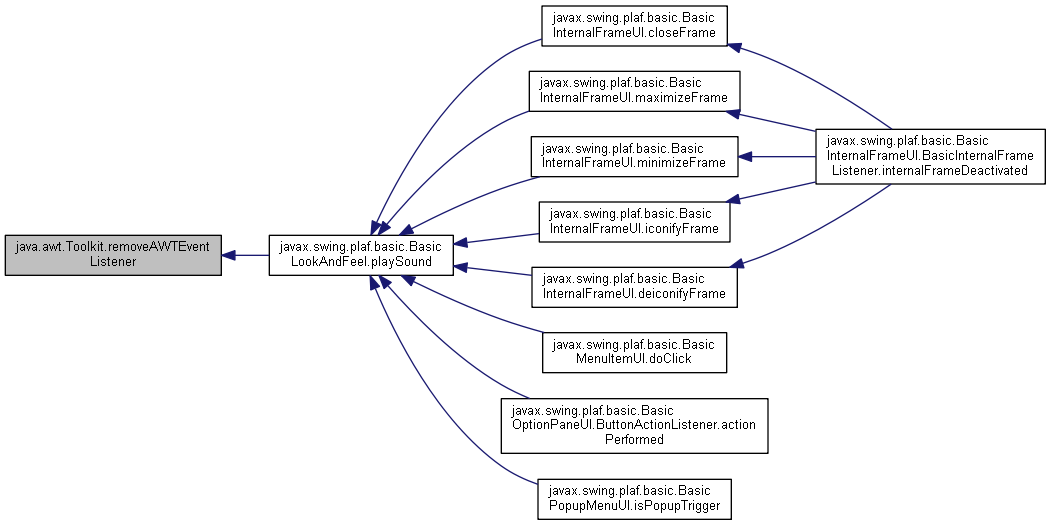 java.awt.Toolkit.removeAWTEvent
Listener
javax.swing.plaf.basic.Basic
LookAndFeel.playSound
javax.swing.plaf.basic.Basic
InternalFrameUI.closeFrame
javax.swing.plaf.basic.Basic
InternalFrameUI.maximizeFrame
javax.swing.plaf.basic.Basic
InternalFrameUI.minimizeFrame
javax.swing.plaf.basic.Basic
InternalFrameUI.iconifyFrame
javax.swing.plaf.basic.Basic
InternalFrameUI.deiconifyFrame
javax.swing.plaf.basic.Basic
MenuItemUI.doClick
javax.swing.plaf.basic.Basic
OptionPaneUI.ButtonActionListener.action
Performed
javax.swing.plaf.basic.Basic
PopupMenuUI.isPopupTrigger
javax.swing.plaf.basic.Basic
InternalFrameUI.BasicInternalFrame
Listener.internalFrameDeactivated